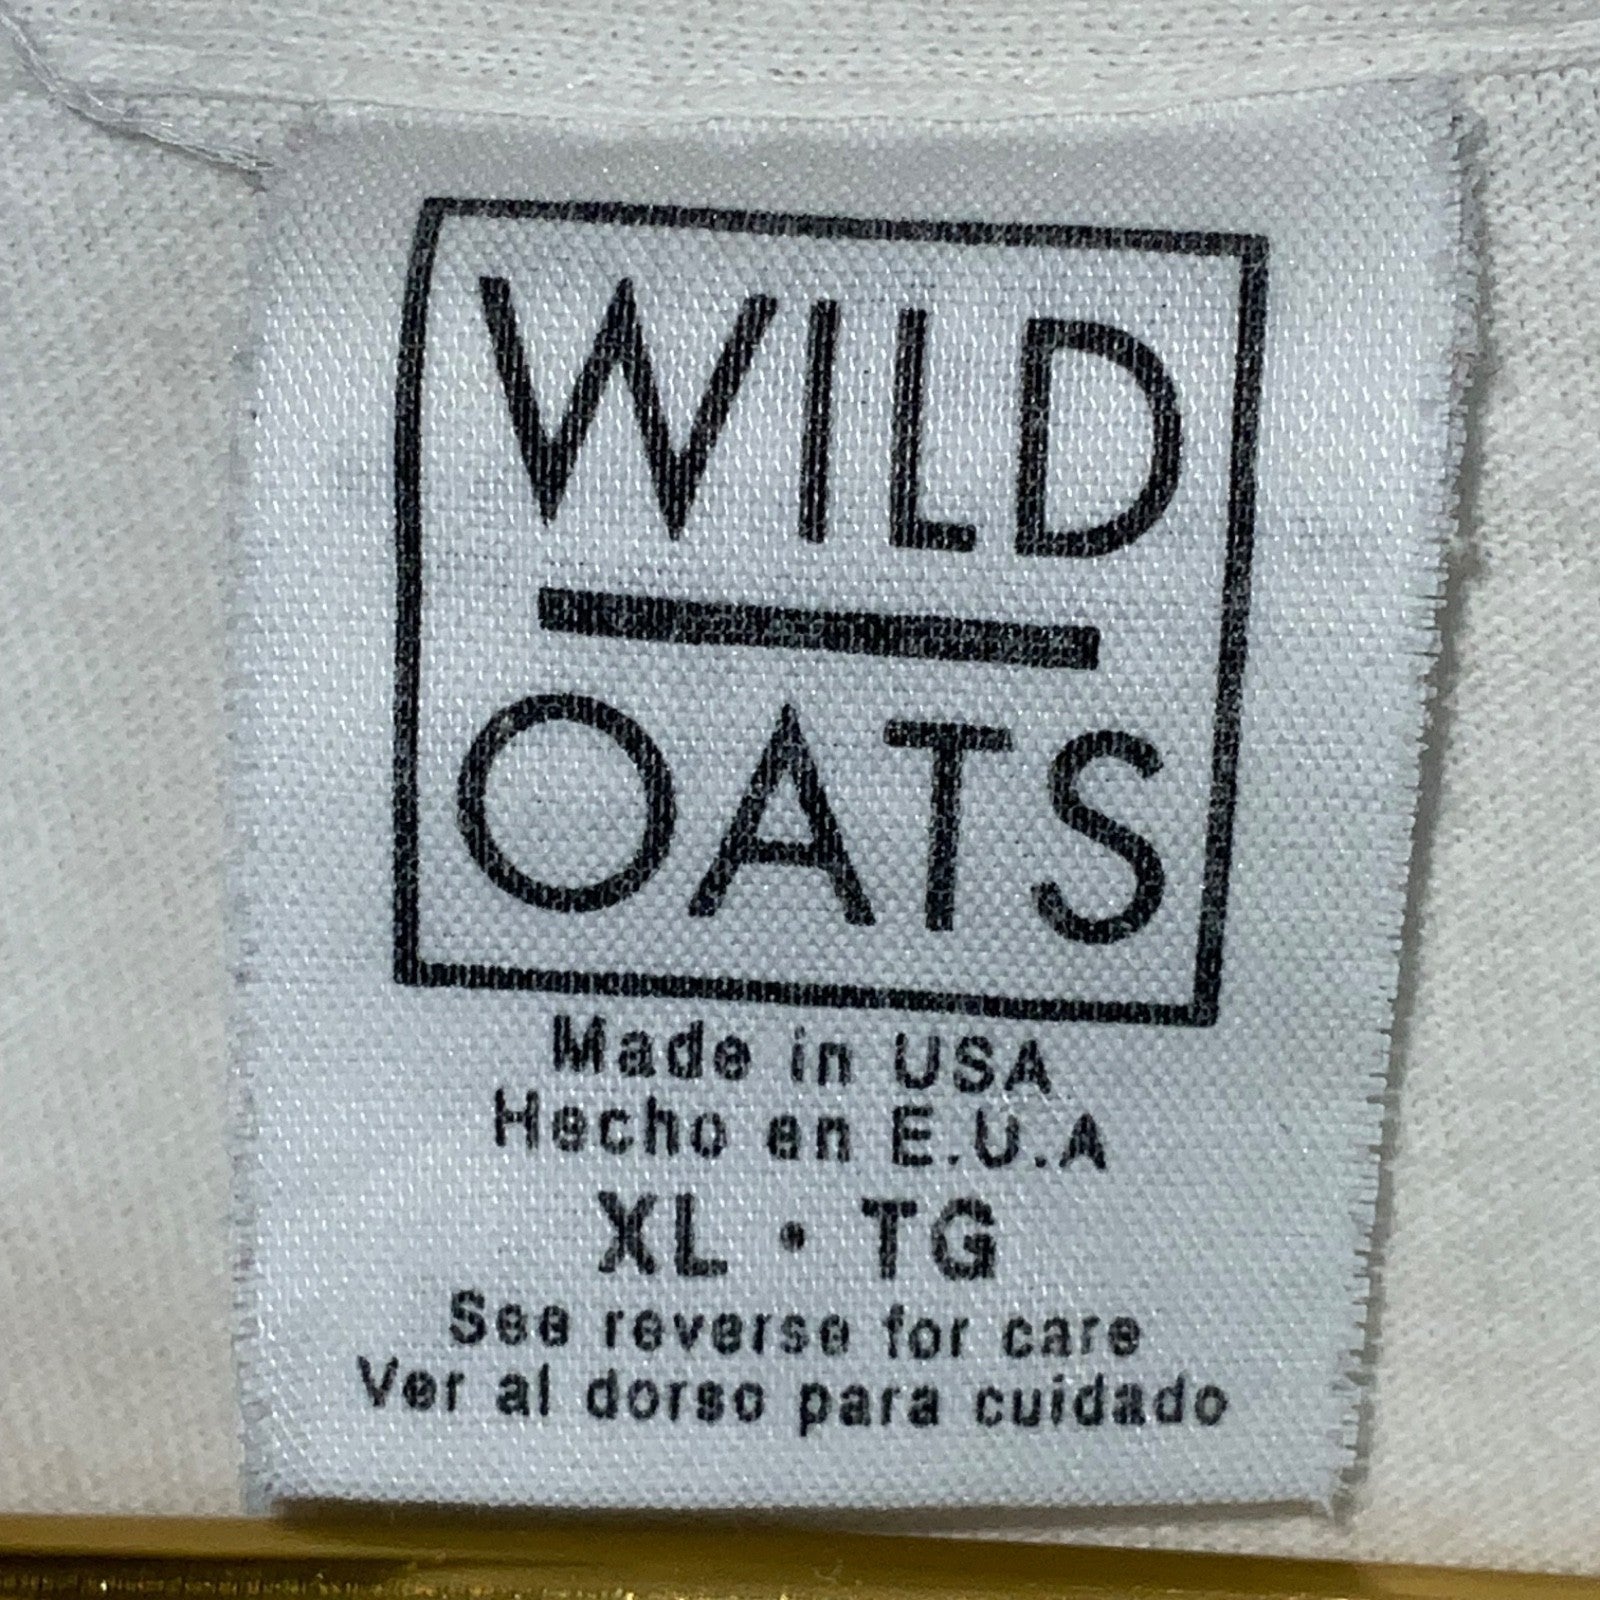 WILD
OATS
Made in USA
Hecho en E.U.A
XL • TG
See reverse for care
Ver al dorso para cuidado